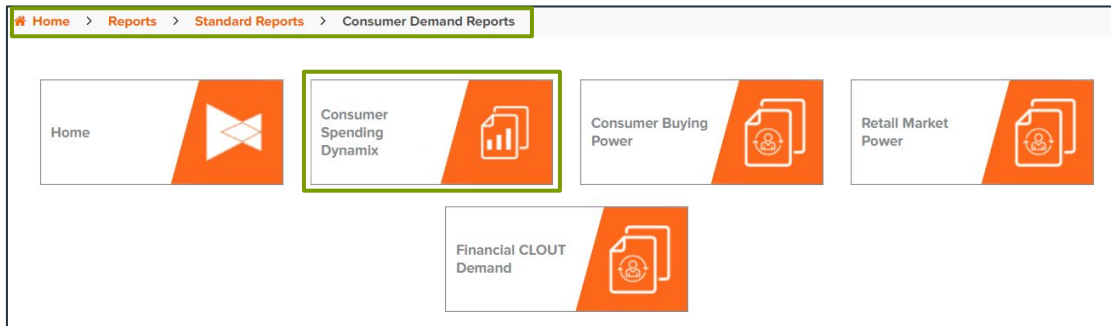 Home > Reports > Standard Reports > Consumer Demand Reports
Home
Consumer
Spending
Dynamix
Consumer Buying
Power
Retail Market
Power
Financial CLOUT
Demand